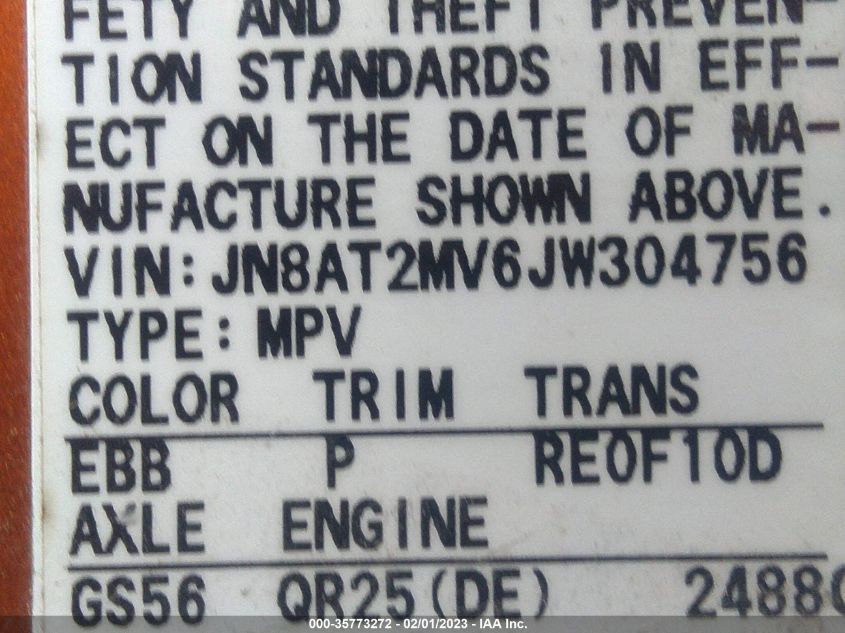 FETY AND THEFT PREVEN-
TION STANDARDS IN EFF-
ECT ON THE DATE OF MA-
NUFACTURE SHOWN ABOVE.
VIN: JN8AT2MV6JW304756
TYPE: MPV
COLOR TRIM TRANS
EBB P RE0F10D
AXLE ENGINE
GS56 QR25(DE) 2488
000-35773272 - 02/01/2023 - IAA Inc.